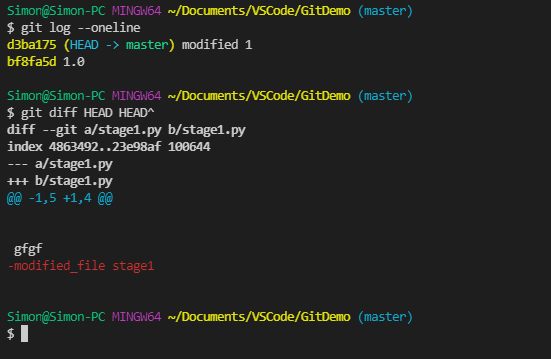 Simon@Simon-PC MINGW64 ~/Documents/VSCode/GitDemo (master)
$ git log --oneline
d3ba175 (HEAD -> master) modified 1
bf8fa5d 1.0
Simon@Simon-PC MINGW64 ~/Documents/VSCode/GitDemo (master)
$ git diff HEAD HEAD^
diff --git a/stage1.py b/stage1.py
index 4863492..23e98af 100644
--- a/stage1.py
+++ b/stage1.py
@@ -1,5 +1,4 @@
 gfgf
-modified_file stage1
Simon@Simon-PC MINGW64 ~/Documents/VSCode/GitDemo (master)
$